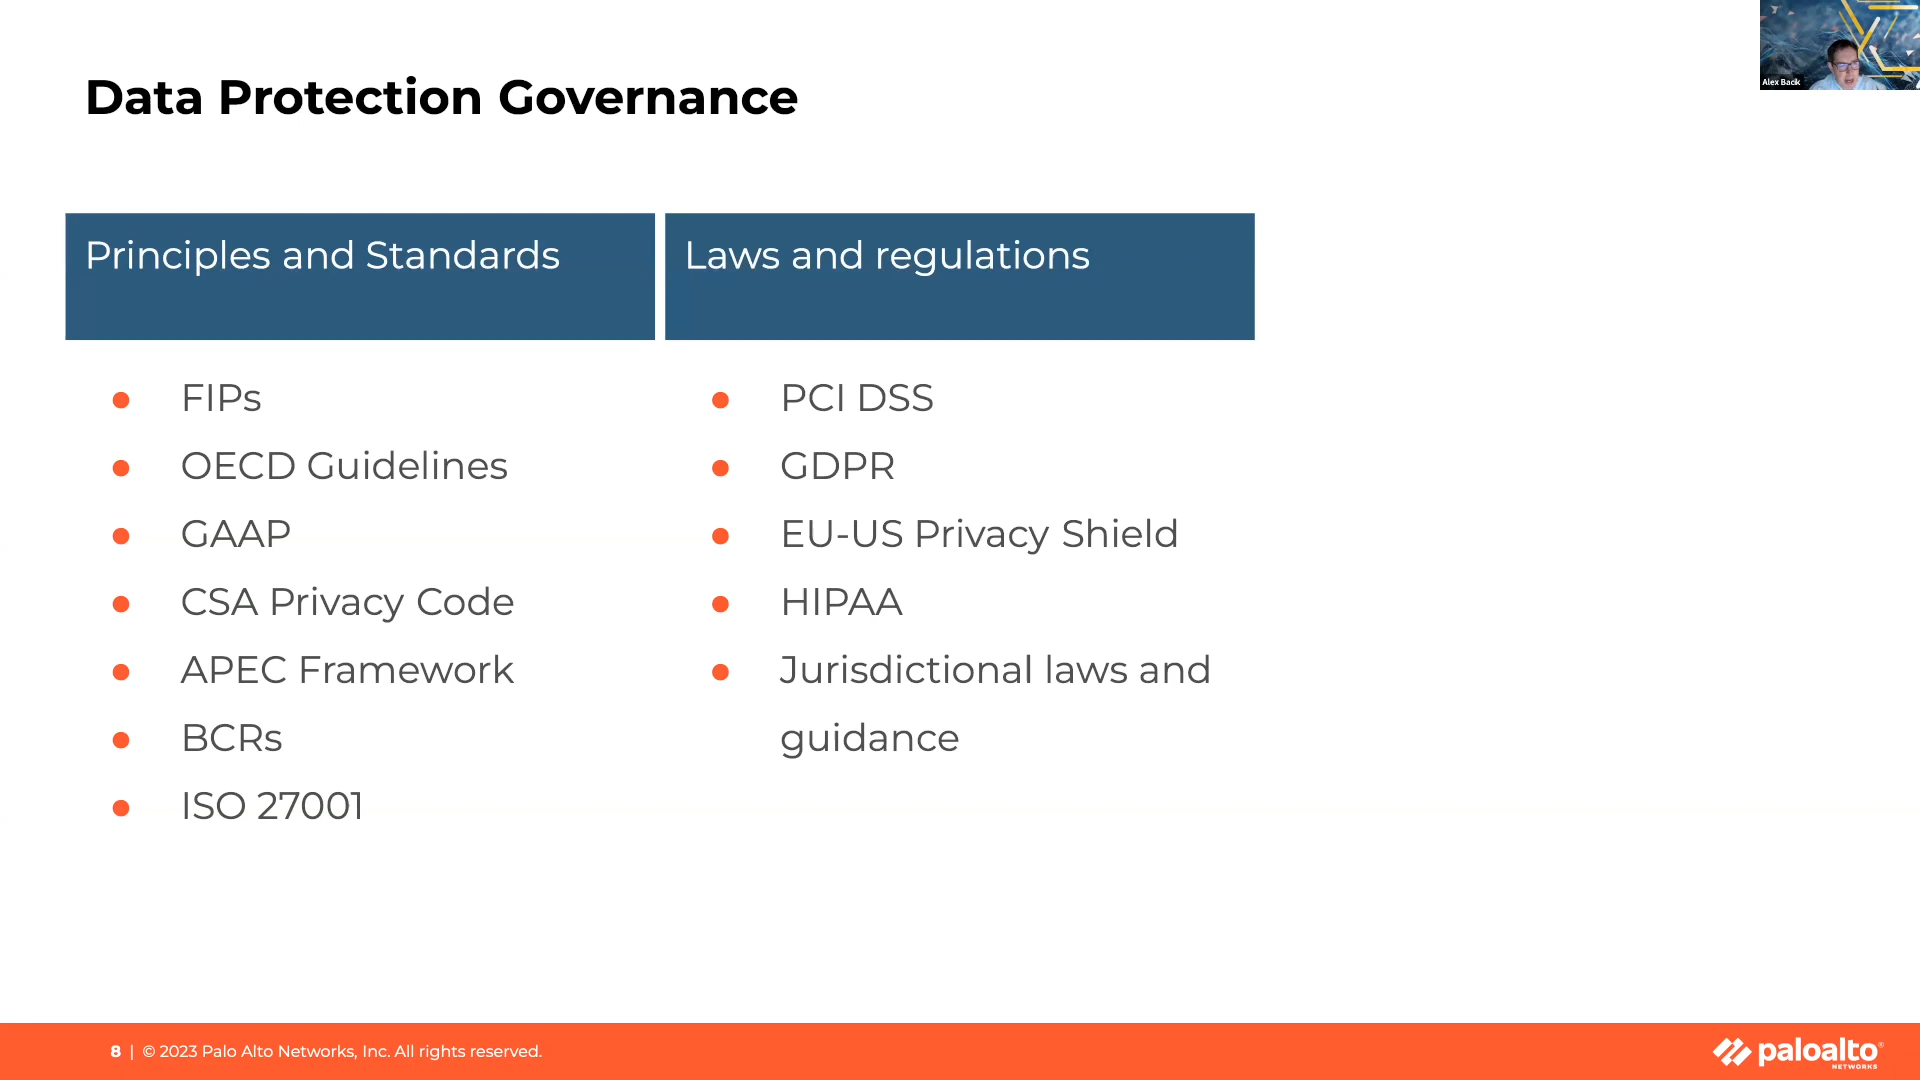 Data Protection Governance
Alex Bacik
Principles and Standards
FIPs
OECD Guidelines
GAAP
CSA Privacy Code
APEC Framework
BCRs
ISO 27001
Laws and regulations
PCI DSS
GDPR
EU-US Privacy Shield
HIPAA
Jurisdictional laws and
guidance
8 | © 2023 Palo Alto Networks, Inc. All rights reserved.
paloalto®
NETWORKS